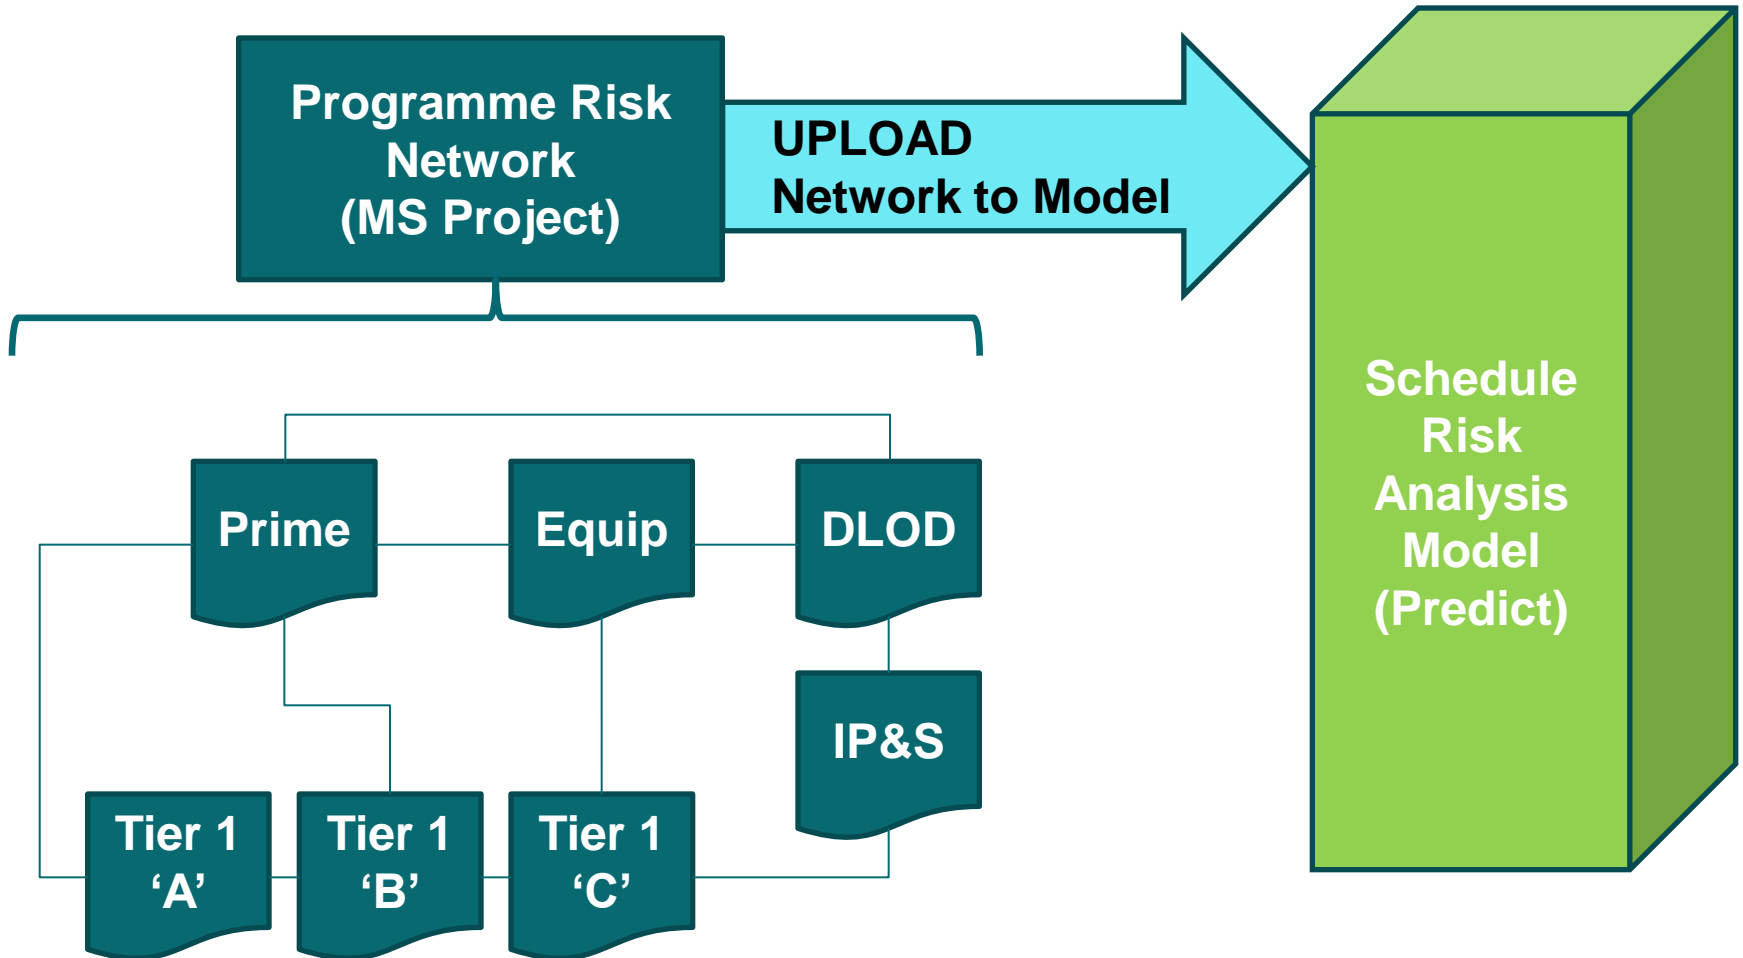 Programme Risk
Network
(MS Project)
UPLOAD
Network to Model
Schedule
Risk
Analysis
Model
(Predict)
Prime
Equip
DLOD
IP&S
Tier 1
‘A’
Tier 1
‘B’
Tier 1
‘C’